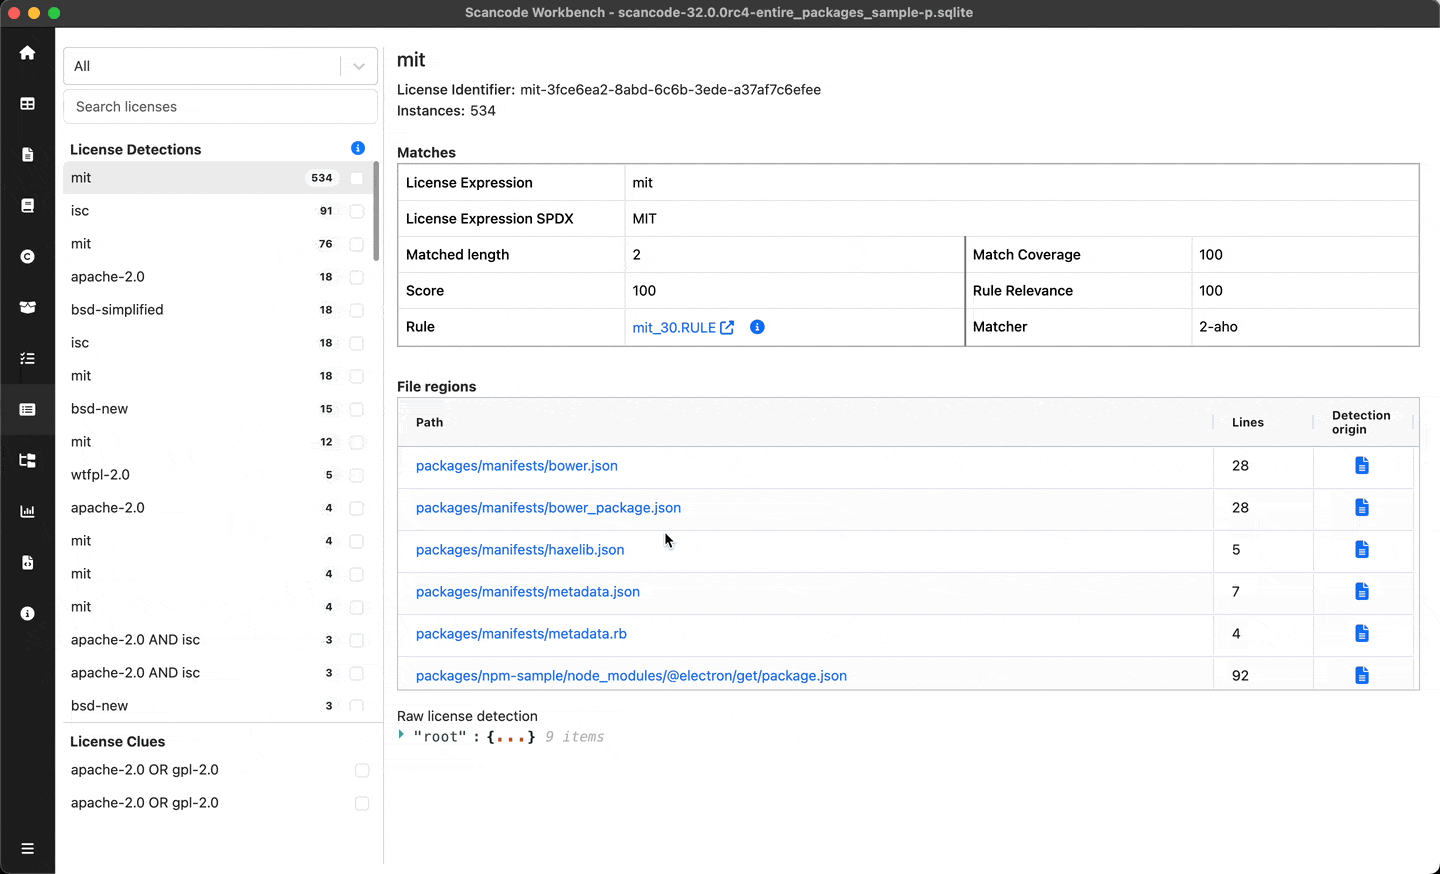 Scancode Workbench - scancode-32.0.0rc4-entire_packages_sample-p.sqlite
All
Search licenses
License Detections
mit 534
isc 91
mit 76
apache-2.0 18
bsd-simplified 18
isc 18
mit 18
bsd-new 15
mit 12
wtfpl-2.0 5
apache-2.0 4
mit 4
mit 4
mit 4
apache-2.0 AND isc 3
apache-2.0 AND isc 3
bsd-new 3
License Clues
apache-2.0 OR gpl-2.0
apache-2.0 OR gpl-2.0
mit
License Identifier: mit-3fce6ea2-8abd-6c6b-3ede-a37af7c6efee
Instances: 534
Matches
License Expression mit
License Expression SPDX MIT
Matched length 2 Match Coverage 100
Score 100 Rule Relevance 100
Rule mit_30.RULE Matcher 2-aho
File regions
Path Lines Detection origin
packages/manifests/bower.json 28
packages/manifests/bower_package.json 28
packages/manifests/haxelib.json 5
packages/manifests/metadata.json 7
packages/manifests/metadata.rb 4
packages/npm-sample/node_modules/@electron/get/package.json 92
Raw license detection
"root" : {...} 9 items